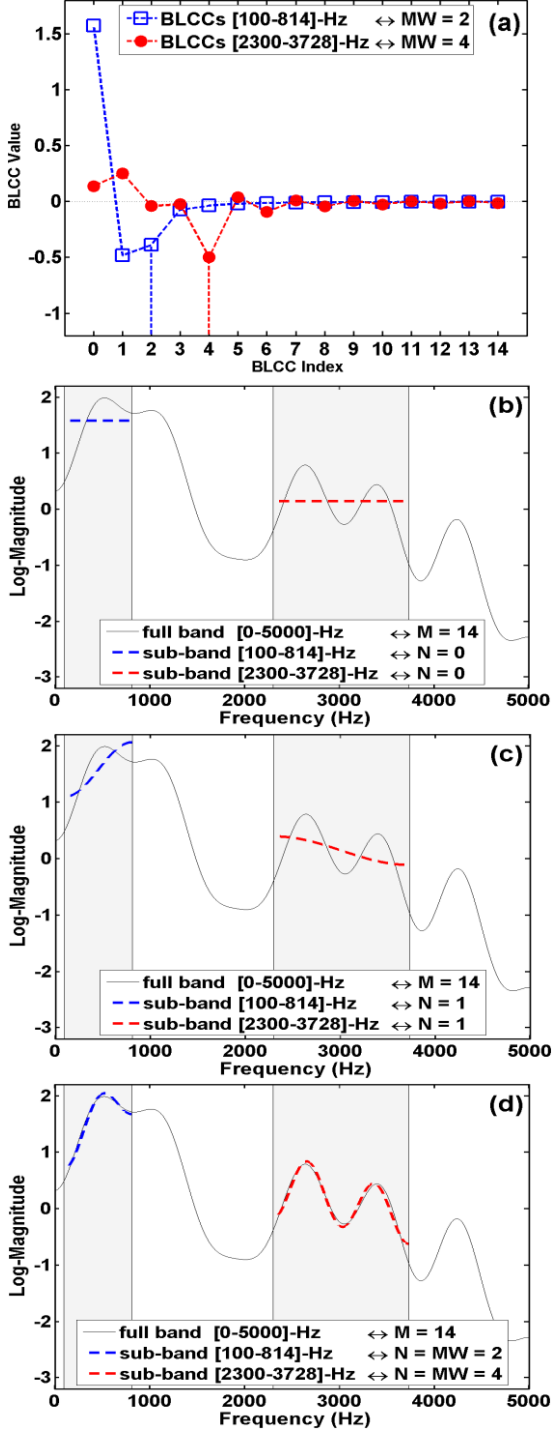 (a)
BLCCs [100-814]-Hz ↔ MW = 2
BLCCs [2300-3728]-Hz ↔ MW = 4
BLCC Value
1.5
1
0.5
0
-0.5
-1
0 1 2 3 4 5 6 7 8 9 10 11 12 13 14
BLCC Index
(b)
Log-Magnitude
2
1
0
-1
-2
-3
full band [0-5000]-Hz ↔ M = 14
sub-band [100-814]-Hz ↔ N = 0
sub-band [2300-3728]-Hz ↔ N = 0
0 1000 2000 3000 4000 5000
Frequency (Hz)
(c)
Log-Magnitude
2
1
0
-1
-2
-3
full band [0-5000]-Hz ↔ M = 14
sub-band [100-814]-Hz ↔ N = 1
sub-band [2300-3728]-Hz ↔ N = 1
0 1000 2000 3000 4000 5000
Frequency (Hz)
(d)
Log-Magnitude
2
1
0
-1
-2
-3
full band [0-5000]-Hz ↔ M = 14
sub-band [100-814]-Hz ↔ N = MW = 2
sub-band [2300-3728]-Hz ↔ N = MW = 4
0 1000 2000 3000 4000 5000
Frequency (Hz)